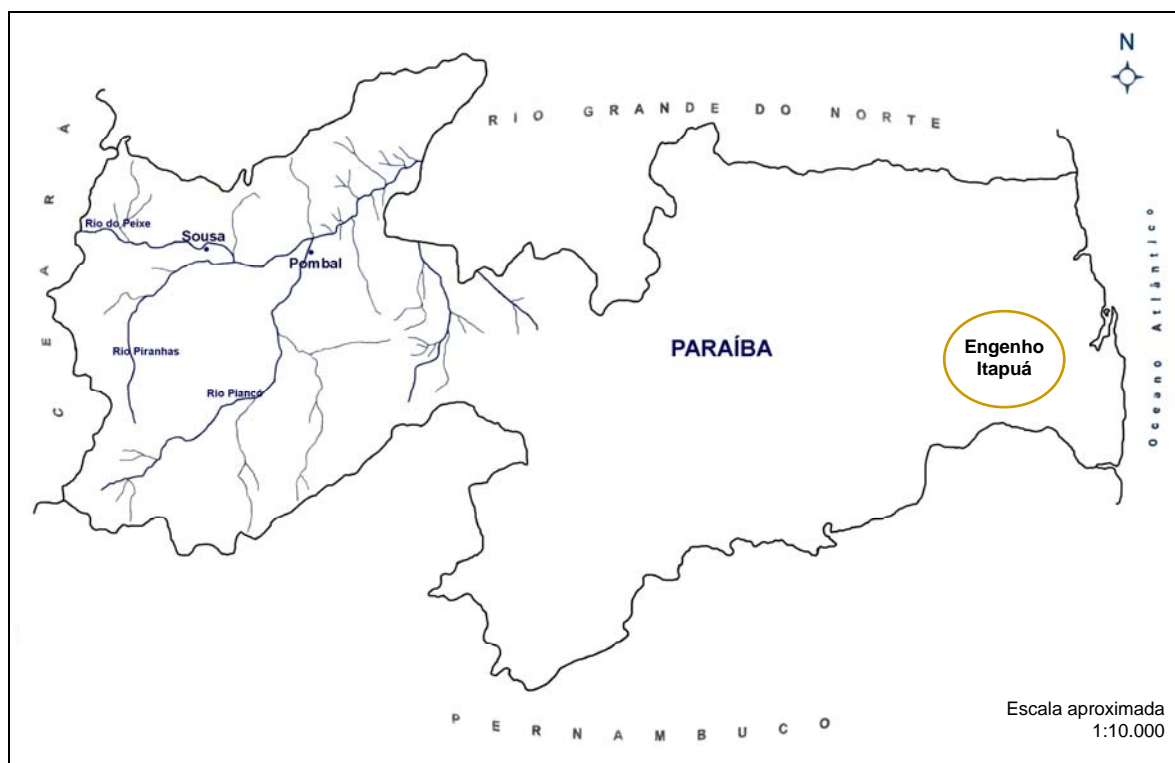 N
RIO GRANDE DO NORTE
CEARÁ
Rio do Peixe
Sousa
Pombal
Oceano Atlântico
PARAÍBA
Engenho
Itapuá
Rio Piranhas
Rio Piancó
PERNAMBUCO
Escala aproximada
1:10.000